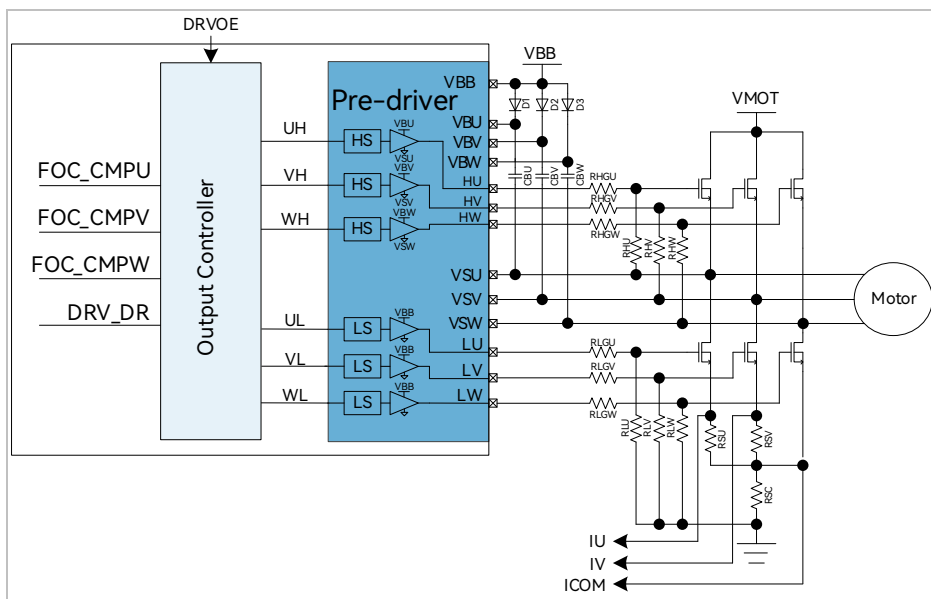 DRVOE
FOC_CMPU
FOC_CMPV
FOC_CMPW
DRV_DR
Output Controller
UH
VH
WH
UL
VL
WL
Pre-driver
HS
VBU
VSU
HS
VBV
VSV
HS
VBW
VSW
LS
VBB
LS
VBB
LS
VBB
VBB
VBU
VBV
VBW
HU
HV
HW
VSU
VSV
VSW
LU
LV
LW
VBB
D1
D2
D3
CBU
CBV
CBW
RHGU
RHGV
RHGW
RHU
RHV
RHW
RLGU
RLGV
RLGW
RLU
RLV
RLW
VMOT
Motor
RSU
RSV
RSC
IU
IV
ICOM